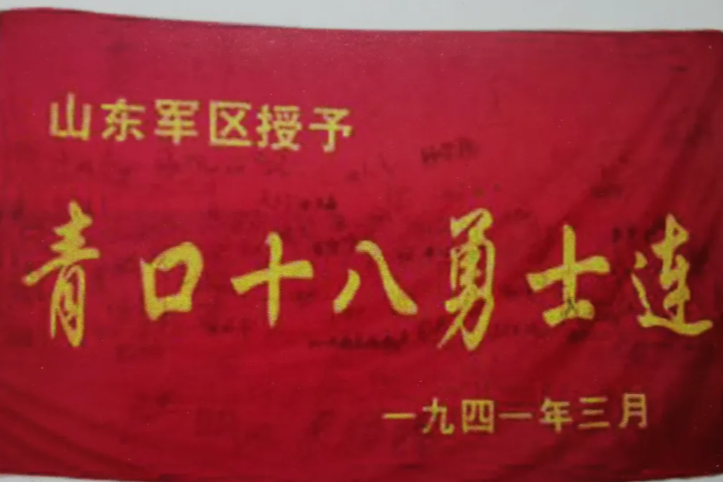 山东军区授予
青口十八勇士连
一九四一年三月